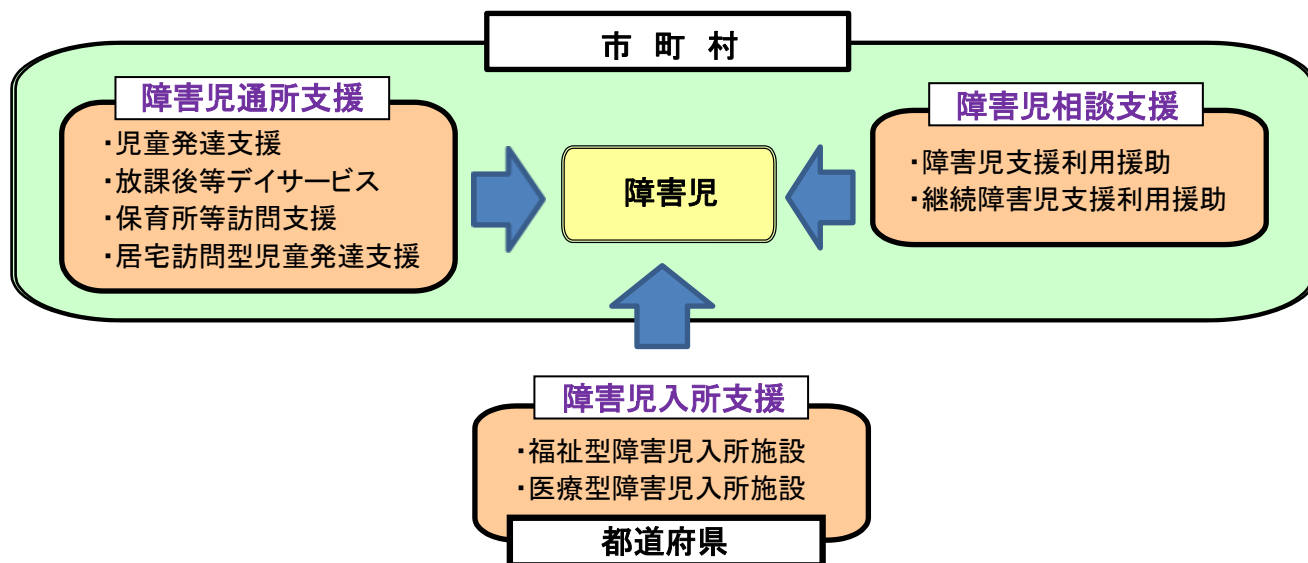 市 町 村
障害児通所支援
・児童発達支援
・放課後等デイサービス
・保育所等訪問支援
・居宅訪問型児童発達支援
障害児
障害児相談支援
・障害児支援利用援助
・継続障害児支援利用援助
障害児入所支援
・福祉型障害児入所施設
・医療型障害児入所施設
都道府県